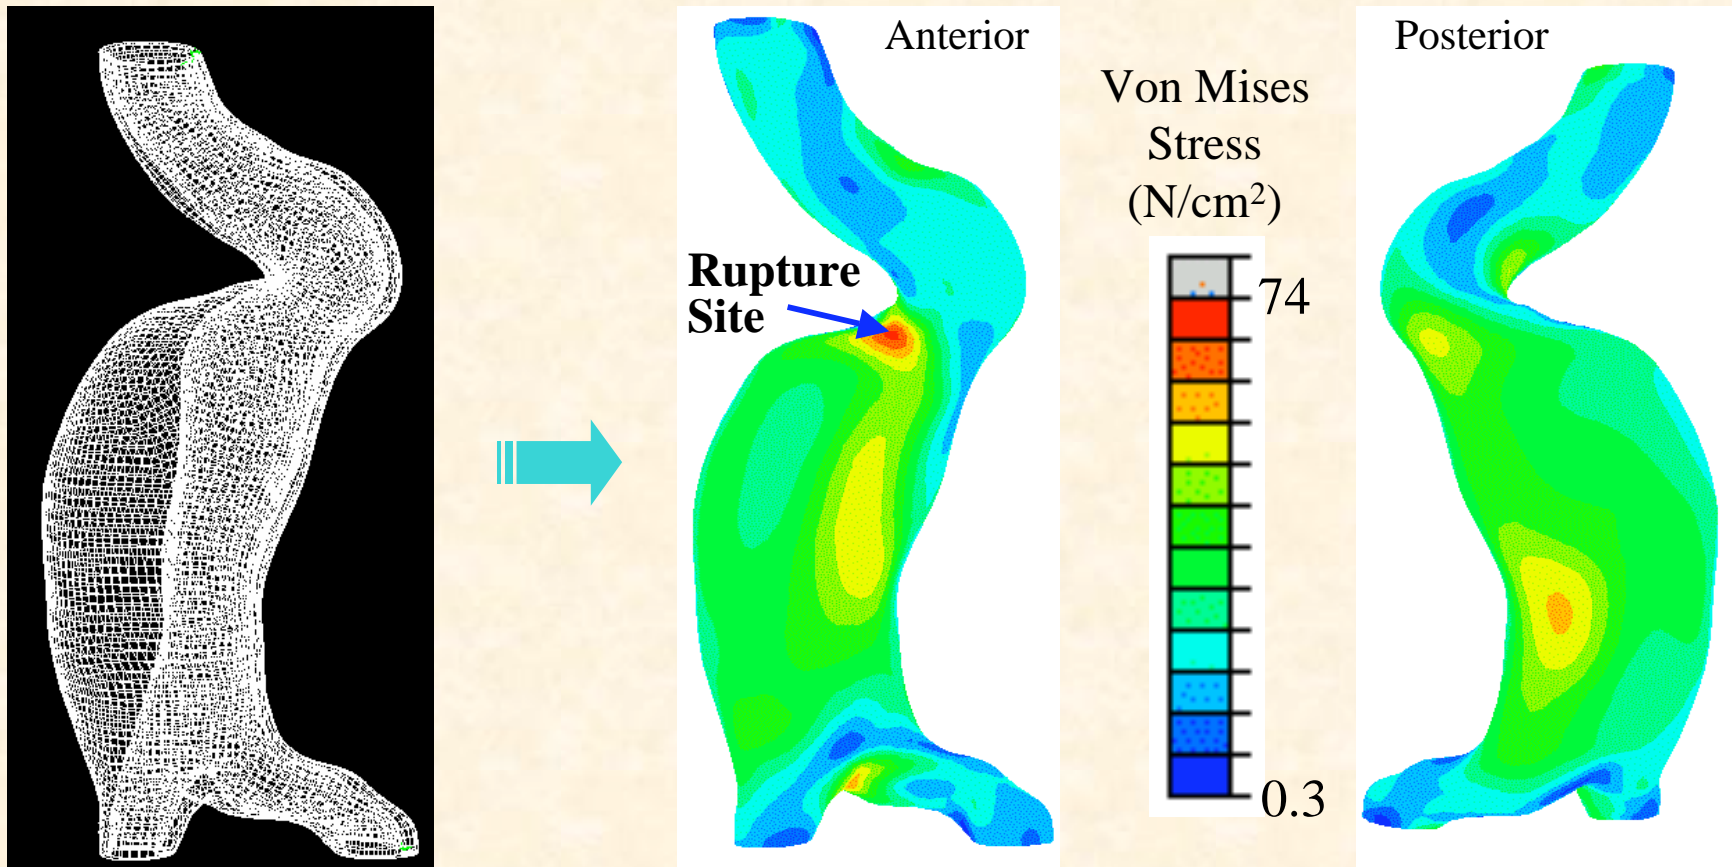 Anterior
Posterior
Von Mises
Stress
(N/cm²)
Rupture
Site
74
0.3